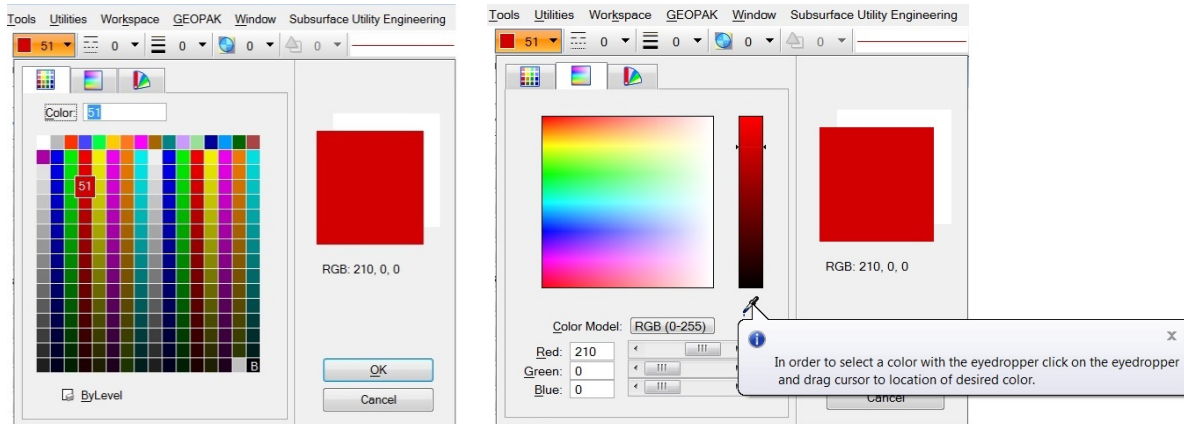 Tools Utilities Workspace GEOPAK Window Subsurface Utility Engineering
51 0 0 0 0
Color: 51
51
B
RGB: 210, 0, 0
ByLevel
OK
Cancel
Tools Utilities Workspace GEOPAK Window Subsurface Utility Engineering
51 0 0 0 0
RGB: 210, 0, 0
Color Model: RGB (0-255)
Red: 210
Green: 0
Blue: 0
In order to select a color with the eyedropper click on the eyedropper
and drag cursor to location of desired color.
x
Cancel